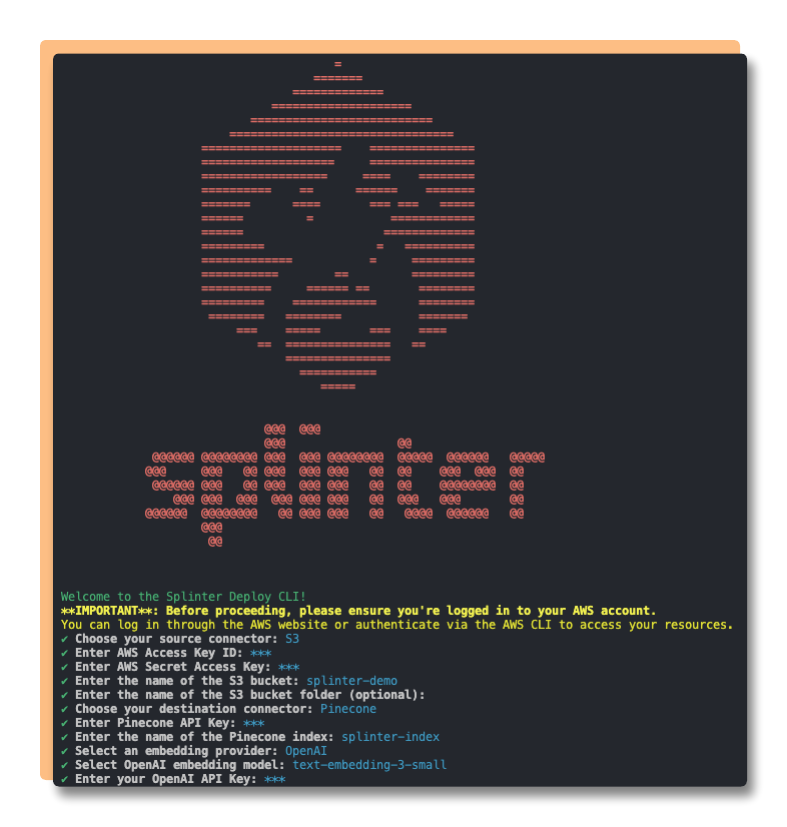 splinter
Welcome to the Splinter Deploy CLI!
**IMPORTANT**: Before proceeding, please ensure you're logged in to your AWS account.
You can log in through the AWS website or authenticate via the AWS CLI to access your resources.
✔ Choose your source connector: S3
✔ Enter AWS Access Key ID: ***
✔ Enter AWS Secret Access Key: ***
✔ Enter the name of the S3 bucket: splinter-demo
✔ Enter the name of the S3 bucket folder (optional):
✔ Choose your destination connector: Pinecone
✔ Enter Pinecone API Key: ***
✔ Enter the name of the Pinecone index: splinter-index
✔ Select an embedding provider: OpenAI
✔ Select OpenAI embedding model: text-embedding-3-small
✔ Enter your OpenAI API Key: ***